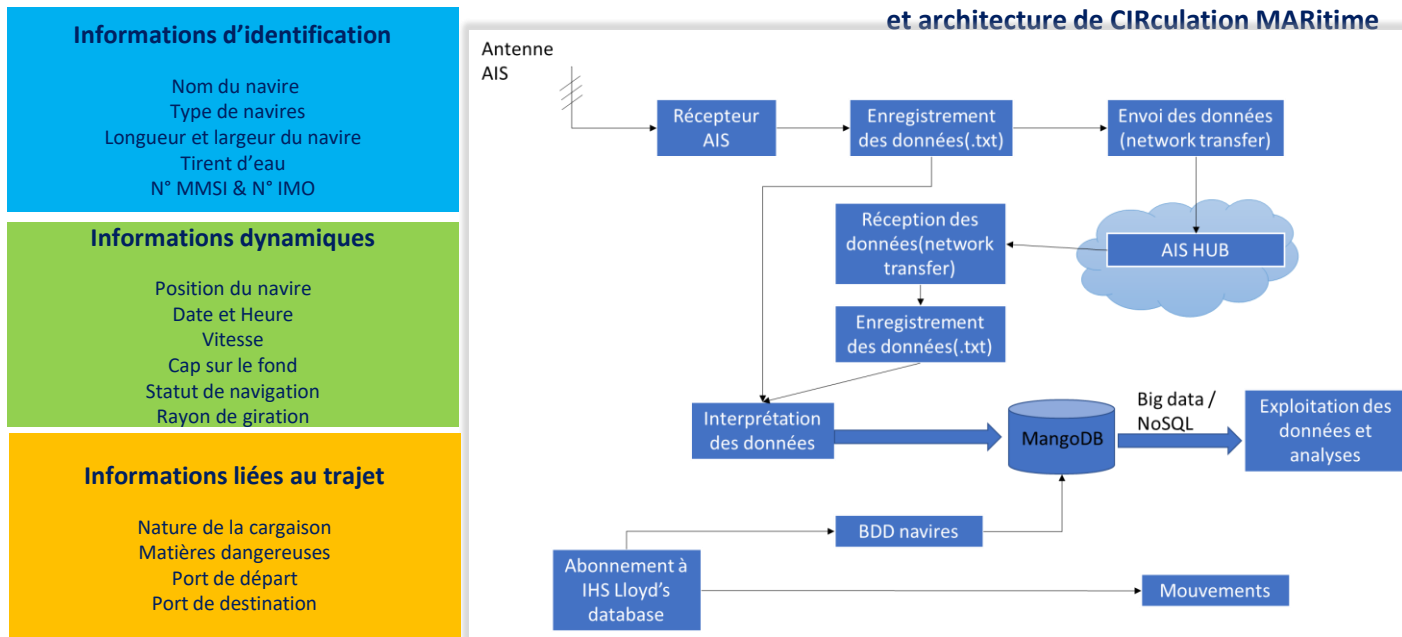 Informations d'identification
Nom du navire
Type de navires
Longueur et largeur du navire
Tirent d'eau
N° MMSI & N° IMO
Informations dynamiques
Position du navire
Date et Heure
Vitesse
Cap sur le fond
Statut de navigation
Rayon de giration
Informations liées au trajet
Nature de la cargaison
Matières dangereuses
Port de départ
Port de destination
et architecture de CIRculation MARitime
Antenne
AIS
Récepteur
AIS
Enregistrement
des données(.txt)
Envoi des données
(network transfer)
Réception des
données(network
transfer)
AIS HUB
Enregistrement
des données(.txt)
Interprétation
des données
MangoDB
Big data /
NoSQL
Exploitation des
données et
analyses
BDD navires
Abonnement à
IHS Lloyd's
database
Mouvements